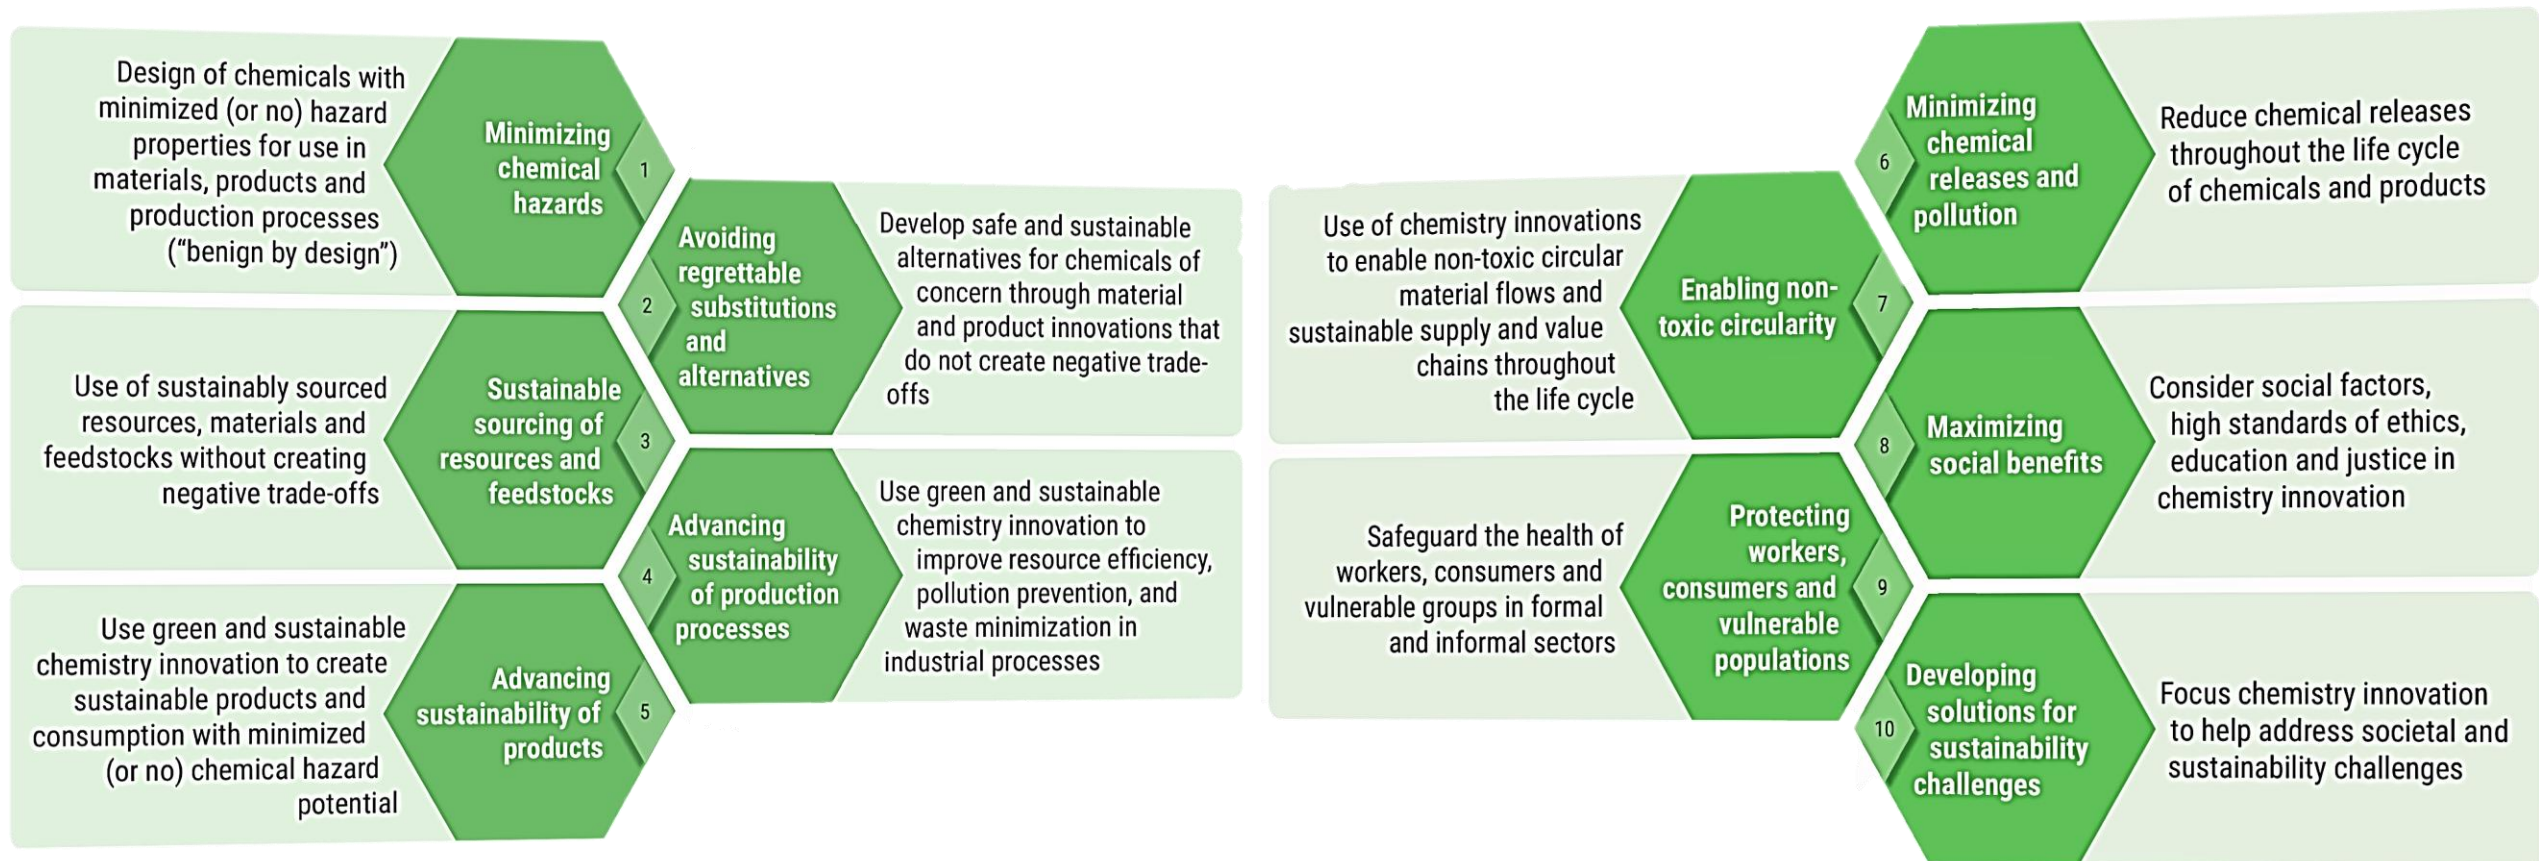 Design of chemicals with
minimized (or no) hazard
properties for use in
materials, products and
production processes
(“benign by design”)
Minimizing
chemical
hazards
1
2
Avoiding
regrettable
substitutions
and
alternatives
Develop safe and sustainable
alternatives for chemicals of
concern through material
and product innovations that
do not create negative trade-
offs
Use of sustainably sourced
resources, materials and
feedstocks without creating
negative trade-offs
Sustainable
sourcing of
resources and
feedstocks
3
4
Advancing
sustainability
of production
processes
Use green and sustainable
chemistry innovation to
improve resource efficiency,
pollution prevention, and
waste minimization in
industrial processes
Use green and sustainable
chemistry innovation to create
sustainable products and
consumption with minimized
(or no) chemical hazard
potential
Advancing
sustainability of
products
5
6
Minimizing
chemical
releases and
pollution
Reduce chemical releases
throughout the life cycle
of chemicals and products
Use of chemistry innovations
to enable non-toxic circular
material flows and
sustainable supply and value
chains throughout
the life cycle
Enabling non-
toxic circularity
7
8
Maximizing
social benefits
Consider social factors,
high standards of ethics,
education and justice in
chemistry innovation
Safeguard the health of
workers, consumers and
vulnerable groups in formal
and informal sectors
Protecting
workers,
consumers and
vulnerable
populations
9
10
Developing
solutions for
sustainability
challenges
Focus chemistry innovation
to help address societal and
sustainability challenges